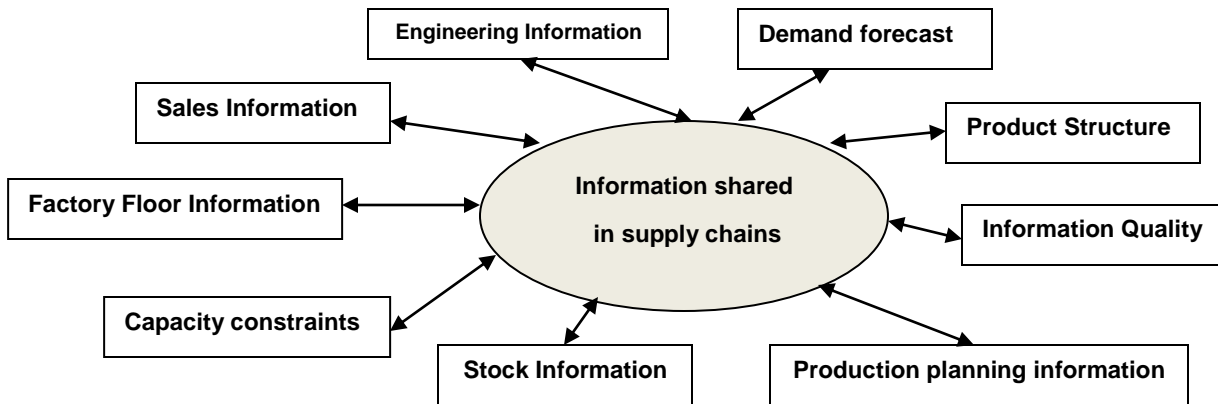 Engineering Information
Demand forecast
Sales Information
Product Structure
Information shared
in supply chains
Factory Floor Information
Information Quality
Capacity constraints
Stock Information
Production planning information